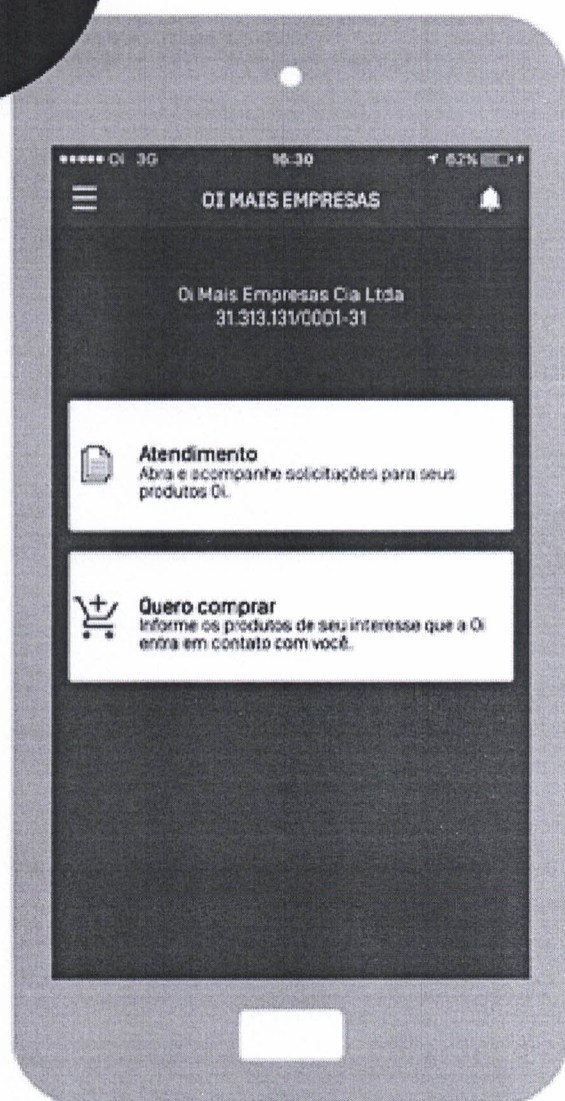 Oi 3G 16:30 62%
OI MAIS EMPRESAS
Oi Mais Empresas Cia Ltda
31.313.131/0001-31
Atendimento
Abra e acompanhe solicitações para seus
produtos Oi.
Quero comprar
Informe os produtos de seu interesse que a Oi
entra em contato com você.